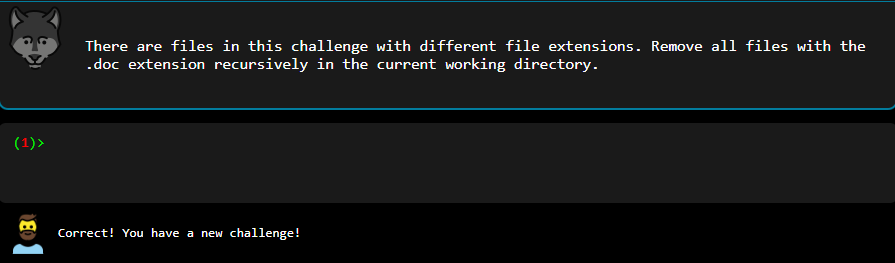 There are files in this challenge with different file extensions. Remove all files with the
.doc extension recursively in the current working directory.
(1)>
Correct! You have a new challenge!